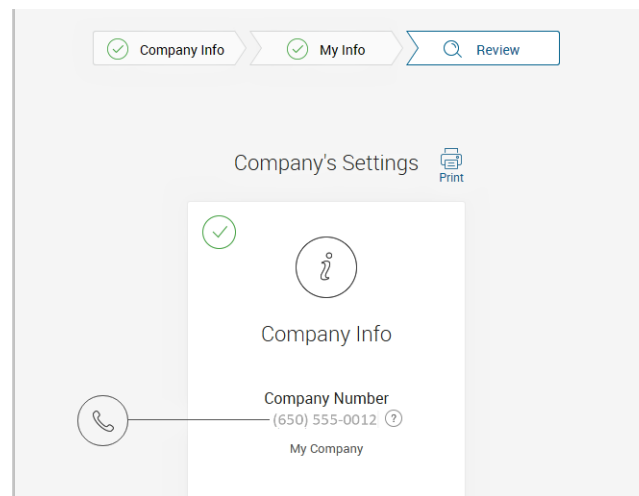 Company Info
My Info
Review
Company's Settings
Print
i
Company Info
Company Number
(650) 555-0012 ?
My Company